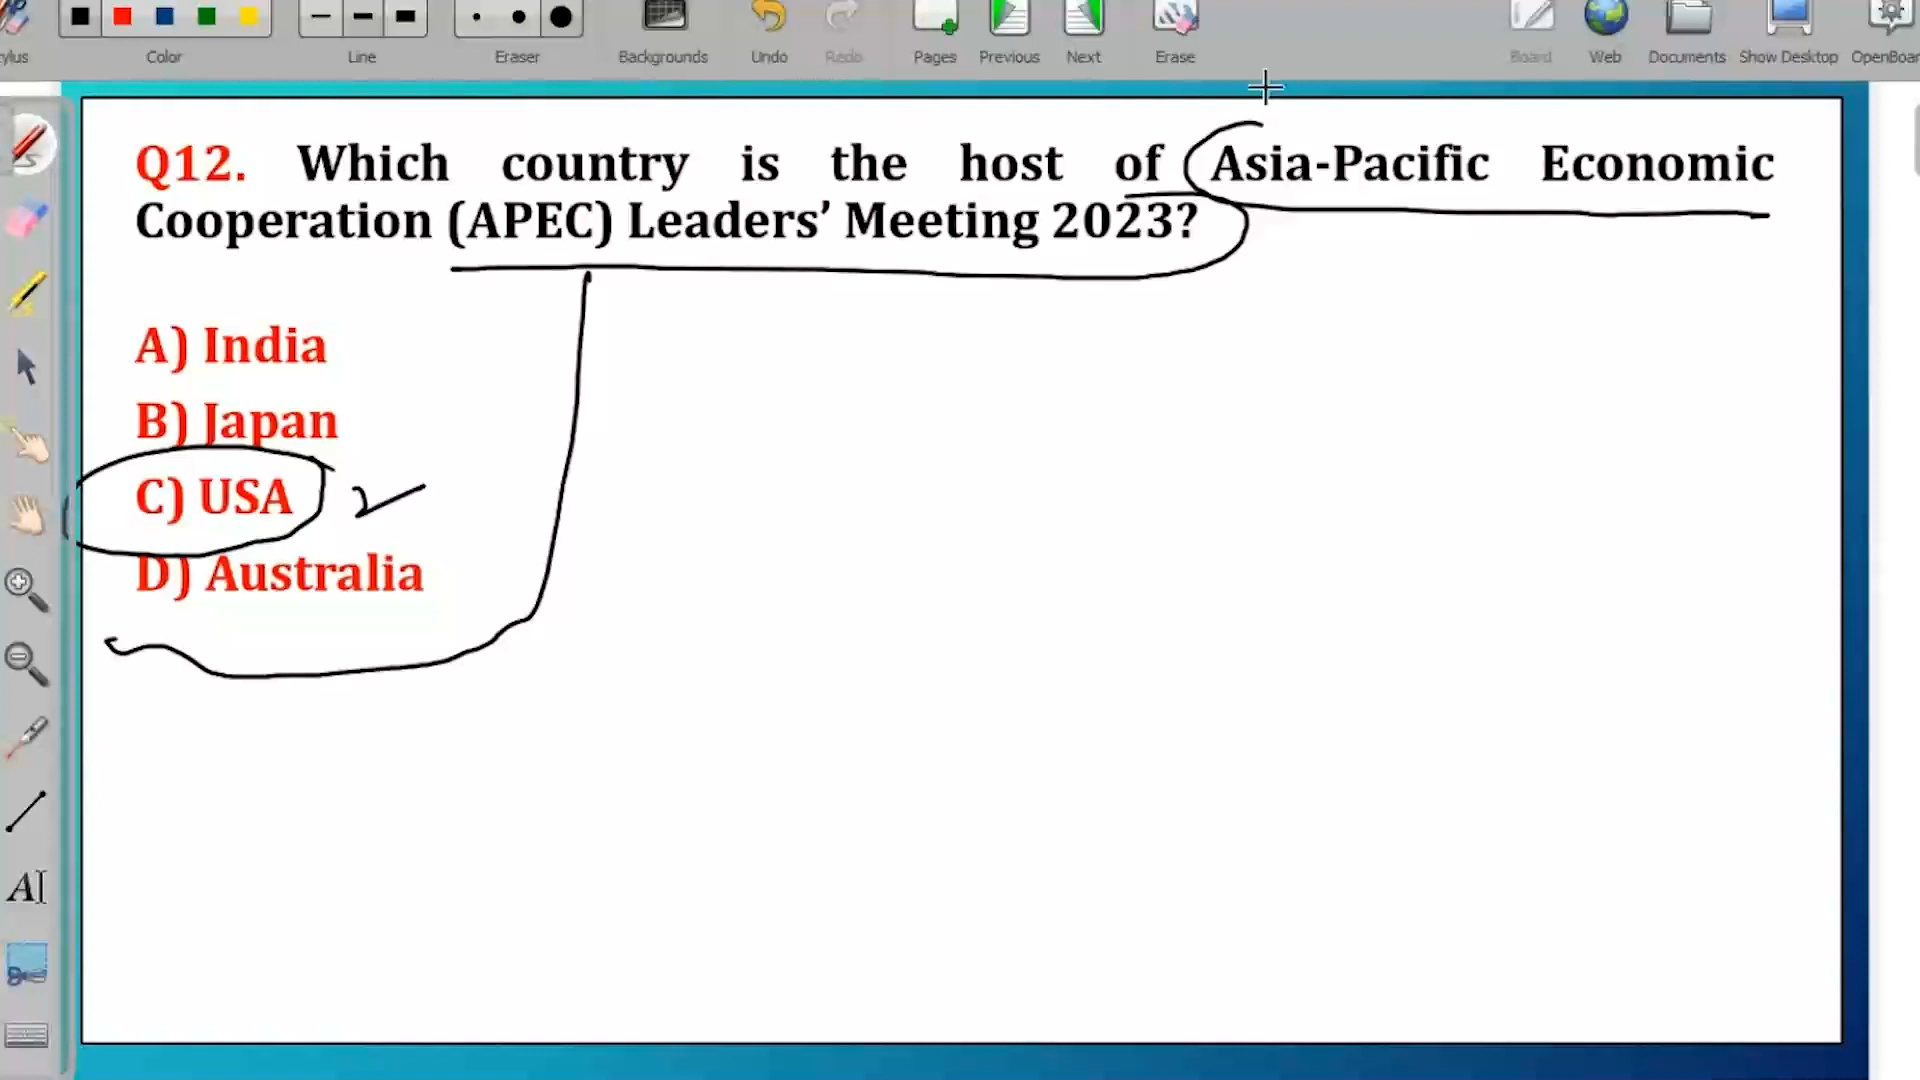 ylus
Color
Line
Eraser
Backgrounds
Undo
Redo
Pages
Previous
Next
Erase
Board
Web
Documents
Show Desktop
OpenBoar
Q12. Which country is the host of Asia-Pacific Economic
Cooperation (APEC) Leaders’ Meeting 2023?
A) India
B) Japan
C) USA
D) Australia
AI